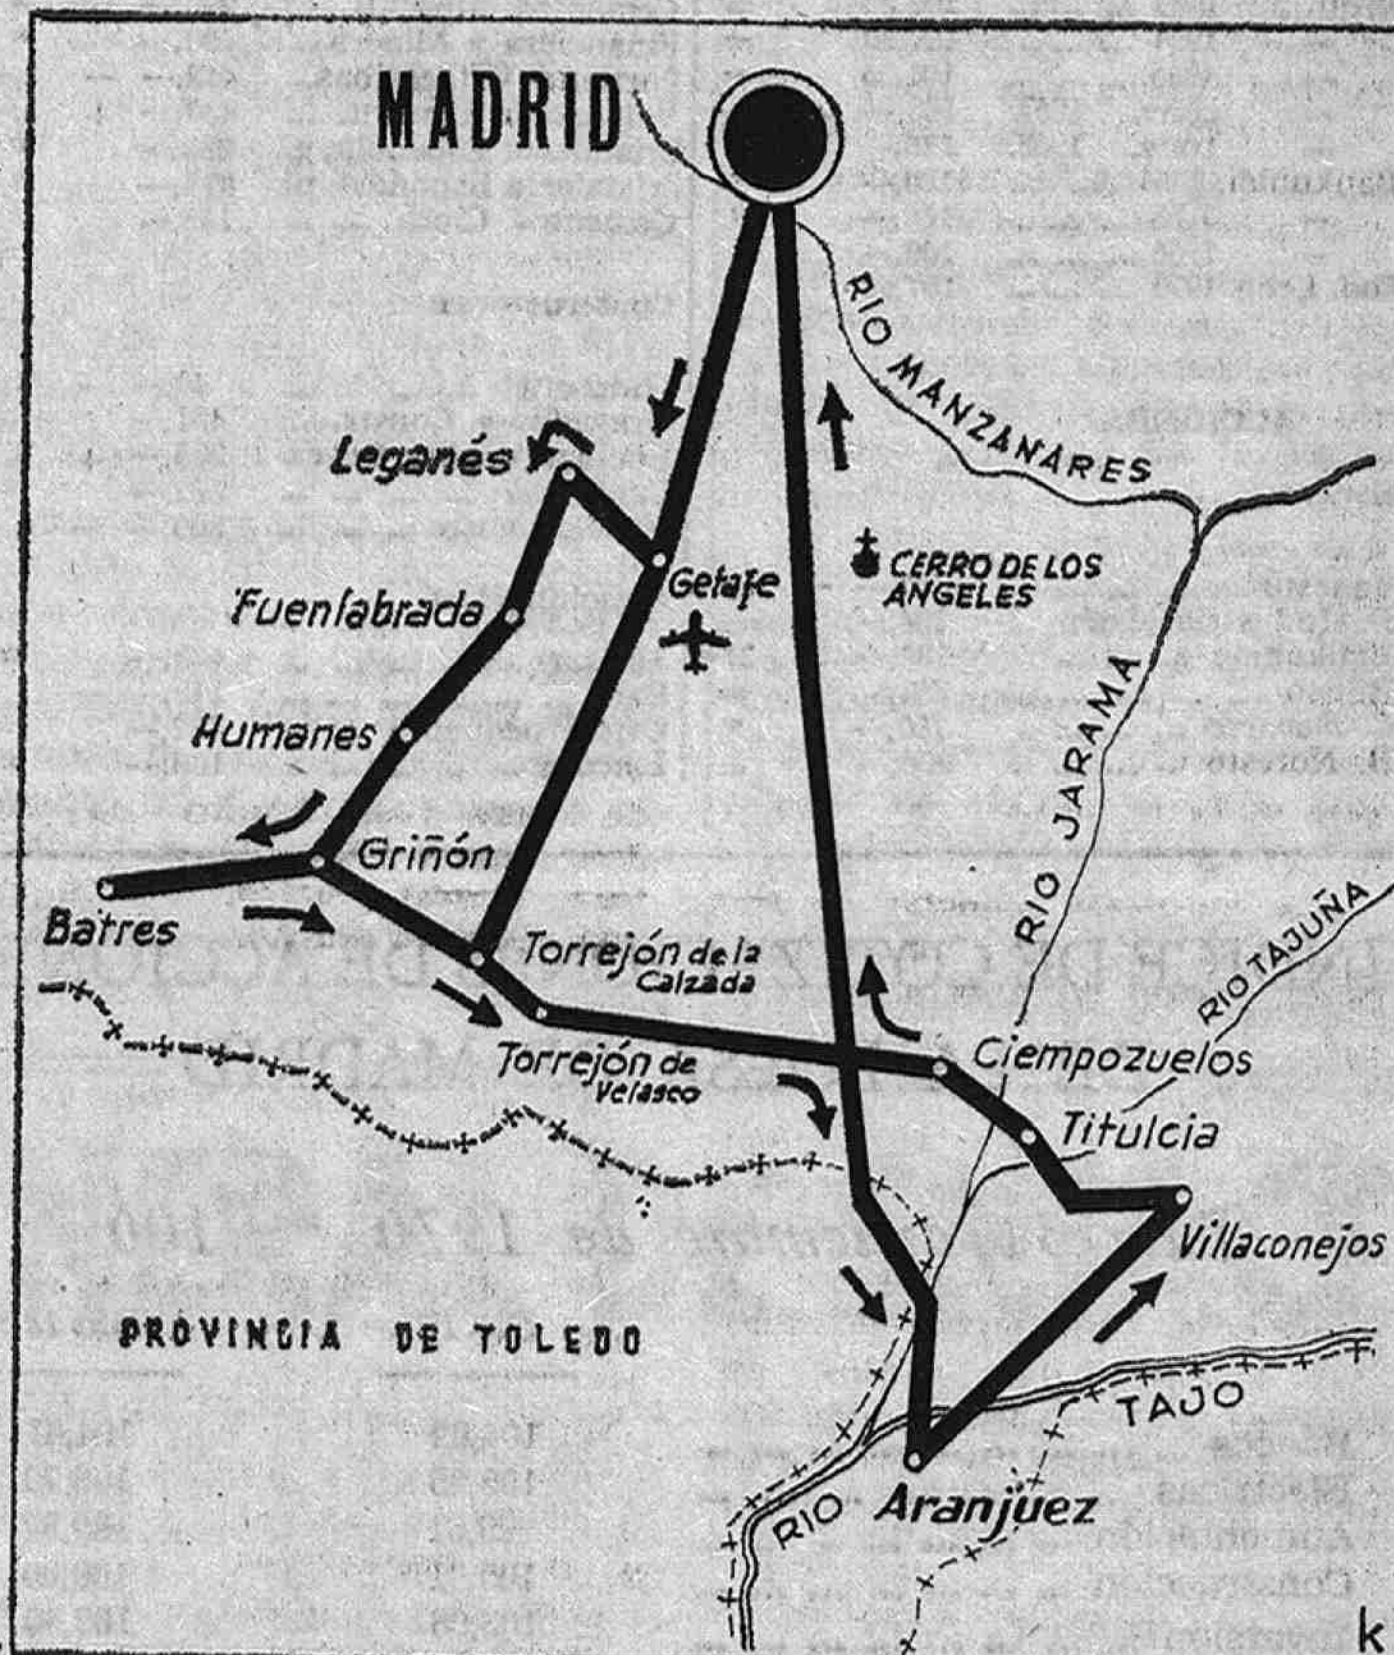 MADRID
RIO MANZANARES
Leganés
CERRO DE LOS
ANGELES
Getafe
Fuenlabrada
Humanes
RIO JARAMA
Griñón
Batres
RIO TAJUÑA
Torrejón de la
Calzada
Ciempozuelos
Torrejón de
Velasco
Titulcia
Villaconejos
PROVINCIA DE TOLEDO
RIO TAJO
Aranjuez
k